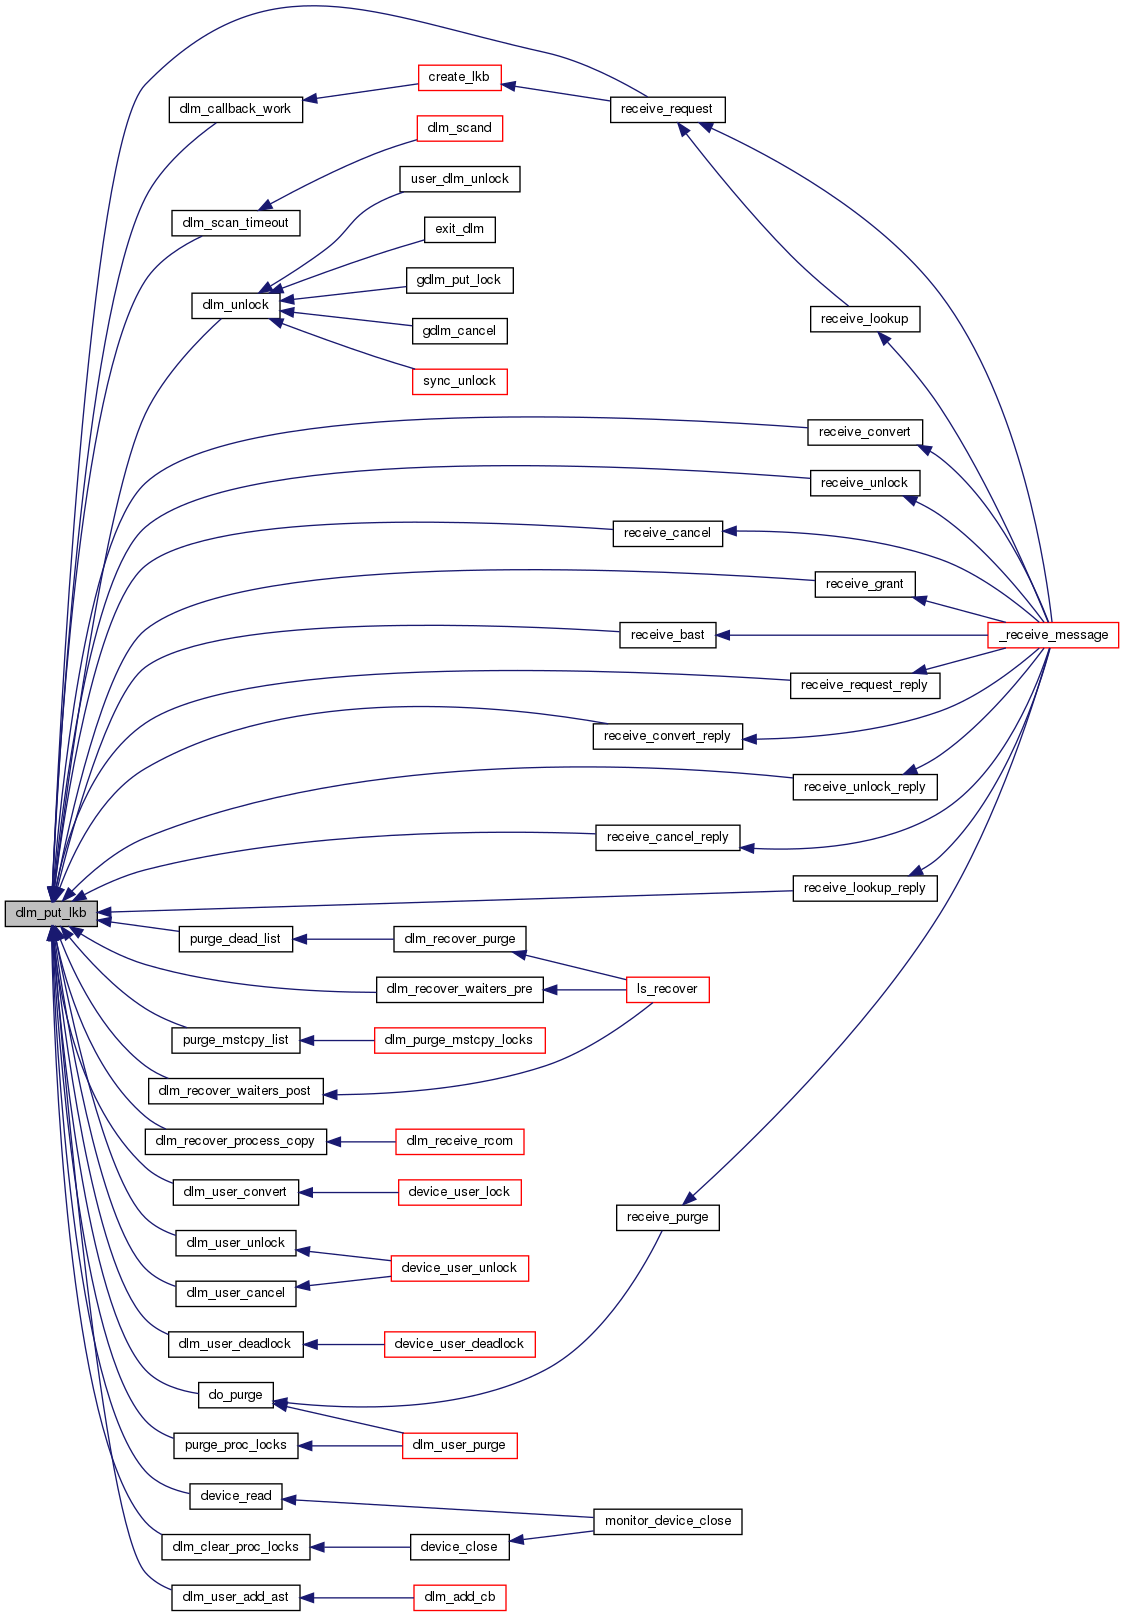 create_lkb
dlm_callback_work
receive_request
dlm_scand
user_dlm_unlock
dlm_scan_timeout
exit_dlm
gdlm_put_lock
dlm_unlock
receive_lookup
gdlm_cancel
sync_unlock
receive_convert
receive_unlock
receive_cancel
receive_grant
receive_bast
_receive_message
receive_request_reply
receive_convert_reply
receive_unlock_reply
receive_cancel_reply
receive_lookup_reply
dlm_put_lkb
purge_dead_list
dlm_recover_purge
dlm_recover_waiters_pre
ls_recover
purge_mstcpy_list
dlm_purge_mstcpy_locks
dlm_recover_waiters_post
dlm_recover_process_copy
dlm_receive_rcom
dlm_user_convert
device_user_lock
receive_purge
dlm_user_unlock
device_user_unlock
dlm_user_cancel
dlm_user_deadlock
device_user_deadlock
do_purge
purge_proc_locks
dlm_user_purge
device_read
monitor_device_close
dlm_clear_proc_locks
device_close
dlm_user_add_ast
dlm_add_cb